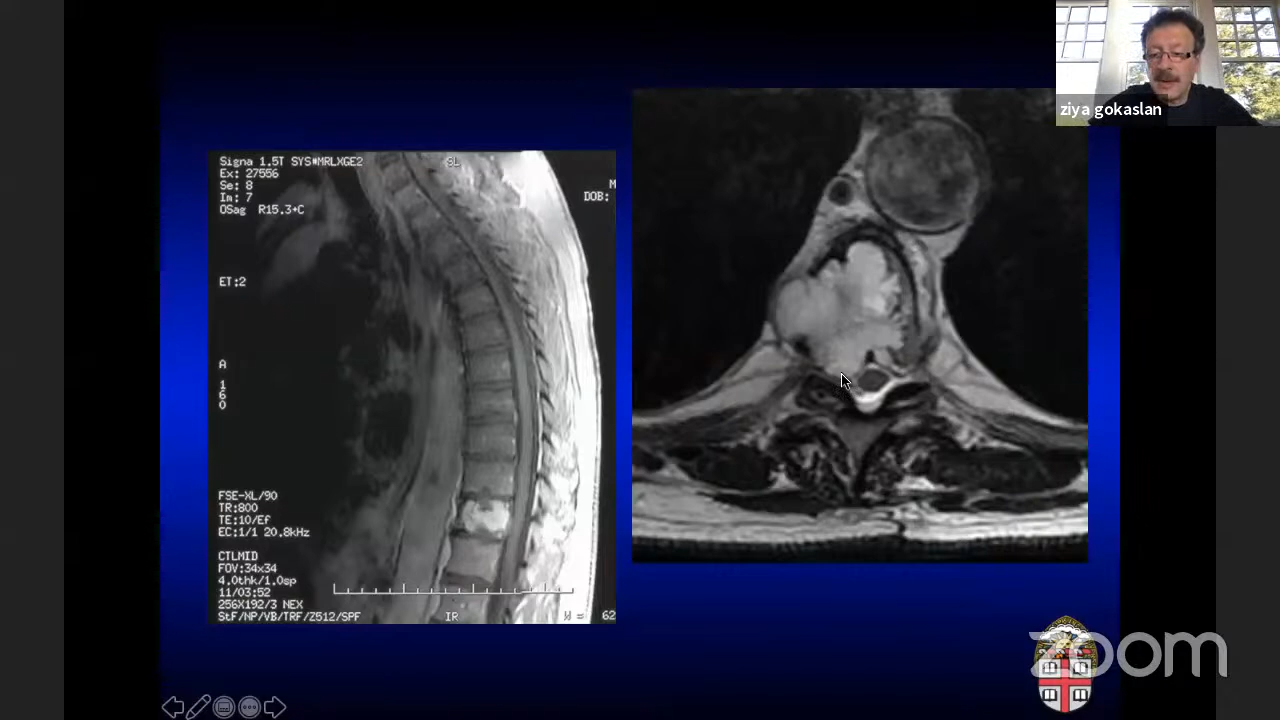 ziya gokaslan
Signa 1.5T SYS#MRLXGE2
Ex: 27556
Se: 8
Im: 7
OSag R15.3+C
SL
M
DOB:
ET:2
A
1
6
0
FSE-XL/90
TR:800
TE:10/Ef
EC:1/1 20.8kHz
CTLMID
FOV:34x34
4.0thk/1.0sp
11/03:52
256X192/3 NEX
StF/NP/VB/TRF/Z512/SPF
IR
W = 62
zoom